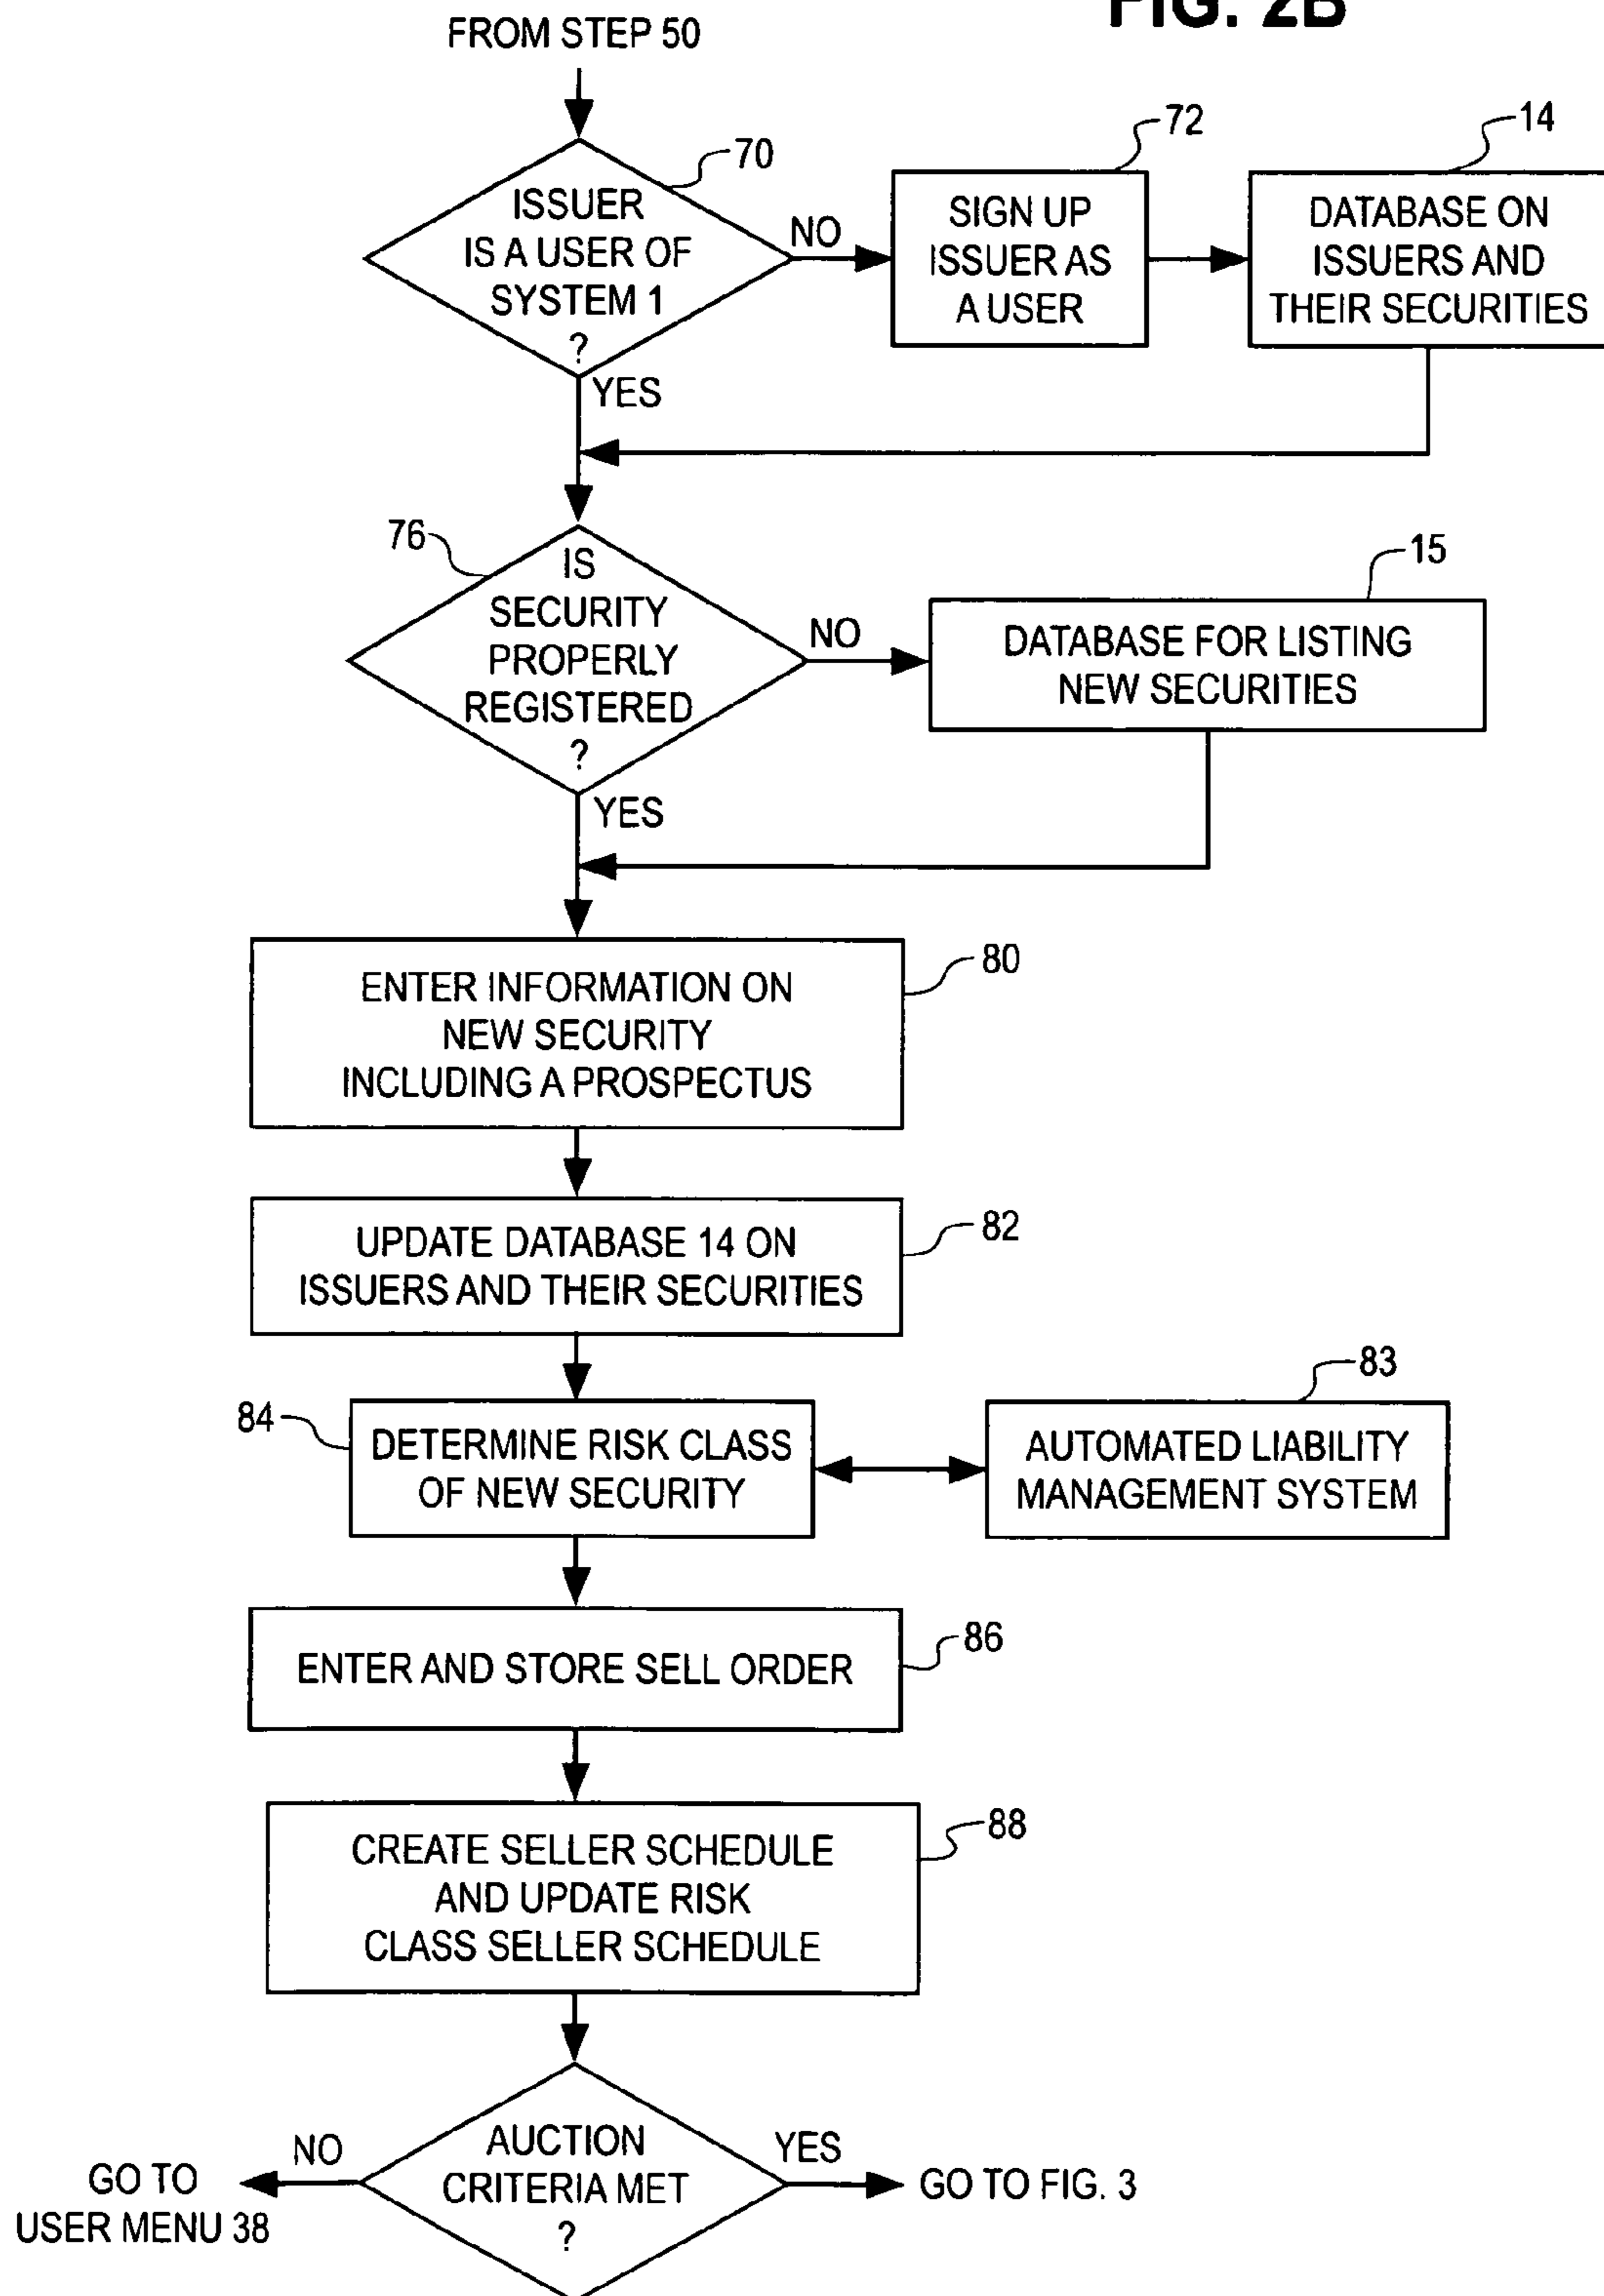 FIG. 2B
FROM STEP 50
70
ISSUER
IS A USER OF
SYSTEM 1
?
NO
YES
72
SIGN UP
ISSUER AS
A USER
14
DATABASE ON
ISSUERS AND
THEIR SECURITIES
76
IS
SECURITY
PROPERLY
REGISTERED
?
NO
YES
15
DATABASE FOR LISTING
NEW SECURITIES
80
ENTER INFORMATION ON
NEW SECURITY
INCLUDING A PROSPECTUS
82
UPDATE DATABASE 14 ON
ISSUERS AND THEIR SECURITIES
84
DETERMINE RISK CLASS
OF NEW SECURITY
83
AUTOMATED LIABILITY
MANAGEMENT SYSTEM
86
ENTER AND STORE SELL ORDER
88
CREATE SELLER SCHEDULE
AND UPDATE RISK
CLASS SELLER SCHEDULE
AUCTION
CRITERIA MET
?
NO
GO TO
USER MENU 38
YES
GO TO FIG. 3